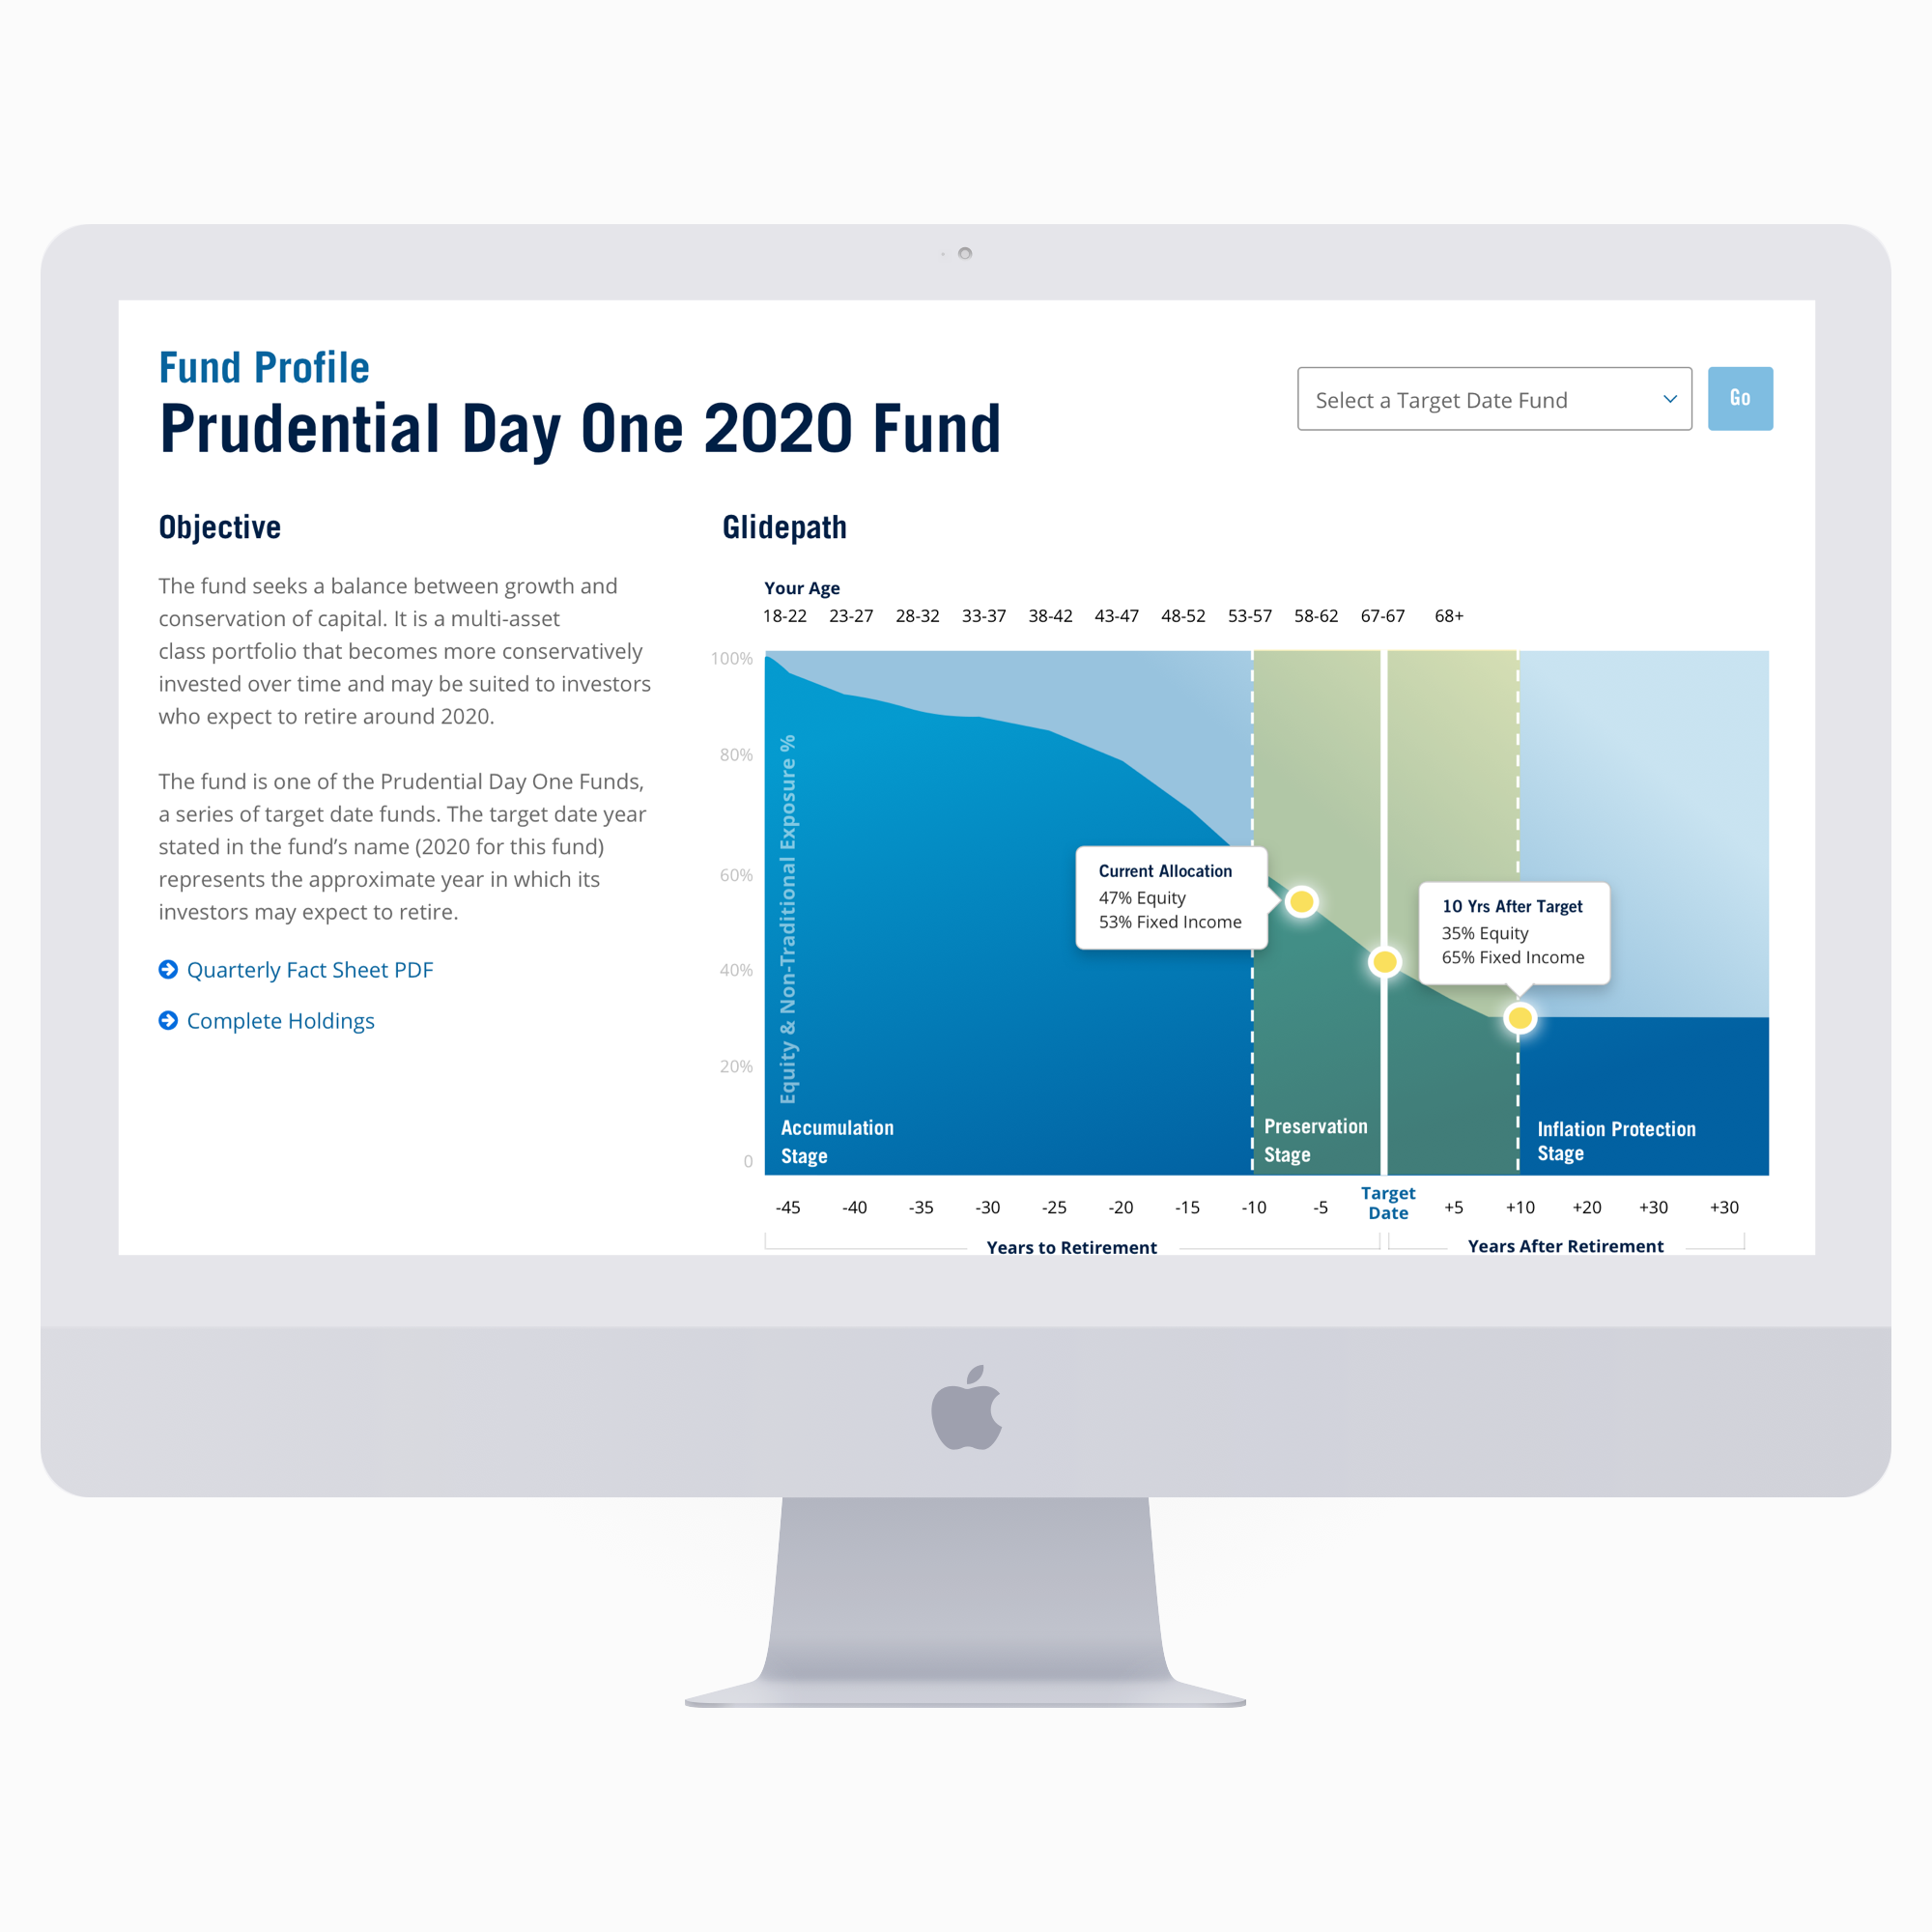 Fund Profile
Prudential Day One 2020 Fund
Select a Target Date Fund
Go
Objective
The fund seeks a balance between growth and
conservation of capital. It is a multi-asset
class portfolio that becomes more conservatively
invested over time and may be suited to investors
who expect to retire around 2020.
The fund is one of the Prudential Day One Funds,
a series of target date funds. The target date year
stated in the fund’s name (2020 for this fund)
represents the approximate year in which its
investors may expect to retire.
Quarterly Fact Sheet PDF
Complete Holdings
Glidepath
Your Age
18-22 23-27 28-32 33-37 38-42 43-47 48-52 53-57 58-62 67-67 68+
100%
80%
60%
40%
20%
0
Equity & Non-Traditional Exposure %
Current Allocation
47% Equity
53% Fixed Income
10 Yrs After Target
35% Equity
65% Fixed Income
Accumulation
Stage
Preservation
Stage
Inflation Protection
Stage
-45 -40 -35 -30 -25 -20 -15 -10 -5
Target
Date
+5 +10 +20 +30 +30
Years to Retirement
Years After Retirement